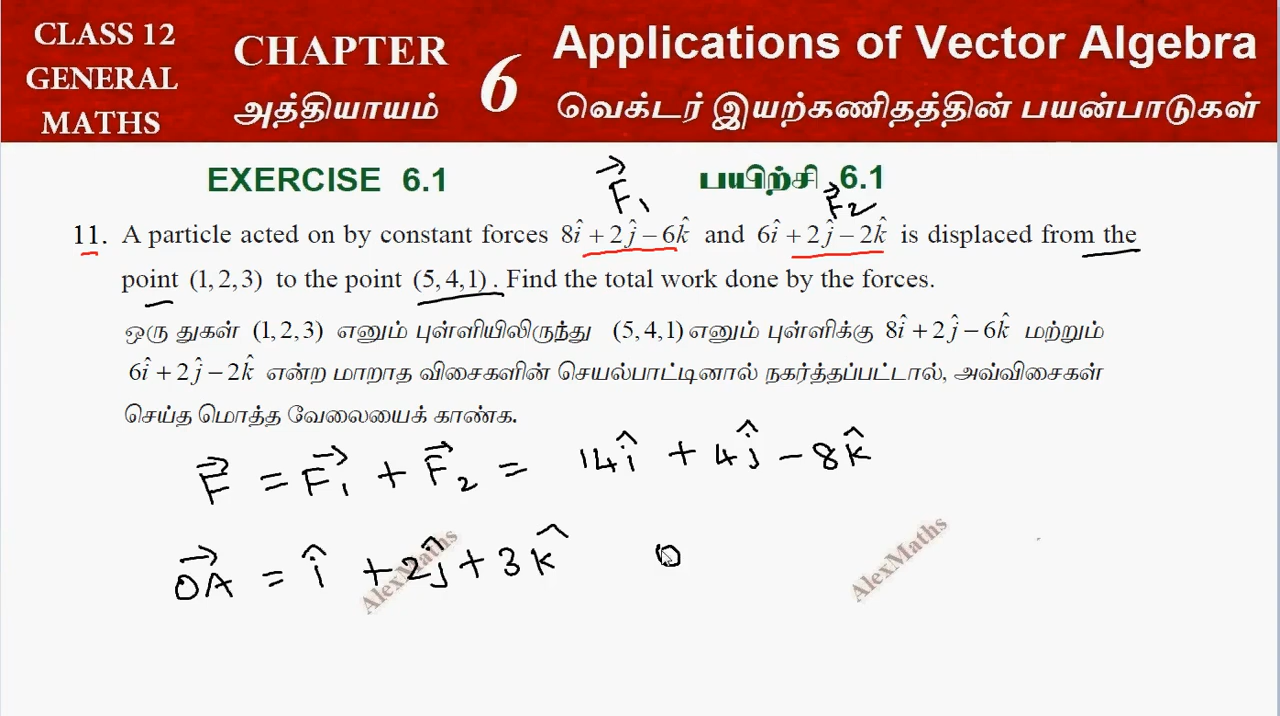 CLASS 12
GENERAL
MATHS
CHAPTER
அத்தியாயம்
6
Applications of Vector Algebra
வெக்டர் இயற்கணிதத்தின் பயன்பாடுகள்
EXERCISE 6.1
பயிற்சி 6.1
F⃗₁
F⃗₂
11. A particle acted on by constant forces 8î + 2ĵ − 6k̂ and 6î + 2ĵ − 2k̂ is displaced from the
point (1, 2, 3) to the point (5, 4, 1) . Find the total work done by the forces.
ஒரு துகள் (1, 2, 3) எனும் புள்ளியிலிருந்து (5, 4, 1) எனும் புள்ளிக்கு 8î + 2ĵ − 6k̂ மற்றும்
6î + 2ĵ − 2k̂ என்ற மாறாத விசைகளின் செயல்பாட்டினால் நகர்த்தப்பட்டால், அவ்விசைகள்
செய்த மொத்த வேலையைக் காண்க.
F⃗ = F⃗₁ + F⃗₂ = 14î + 4ĵ − 8k̂
OA⃗ = î + 2ĵ + 3k̂ O
AlexMaths
AlexMaths